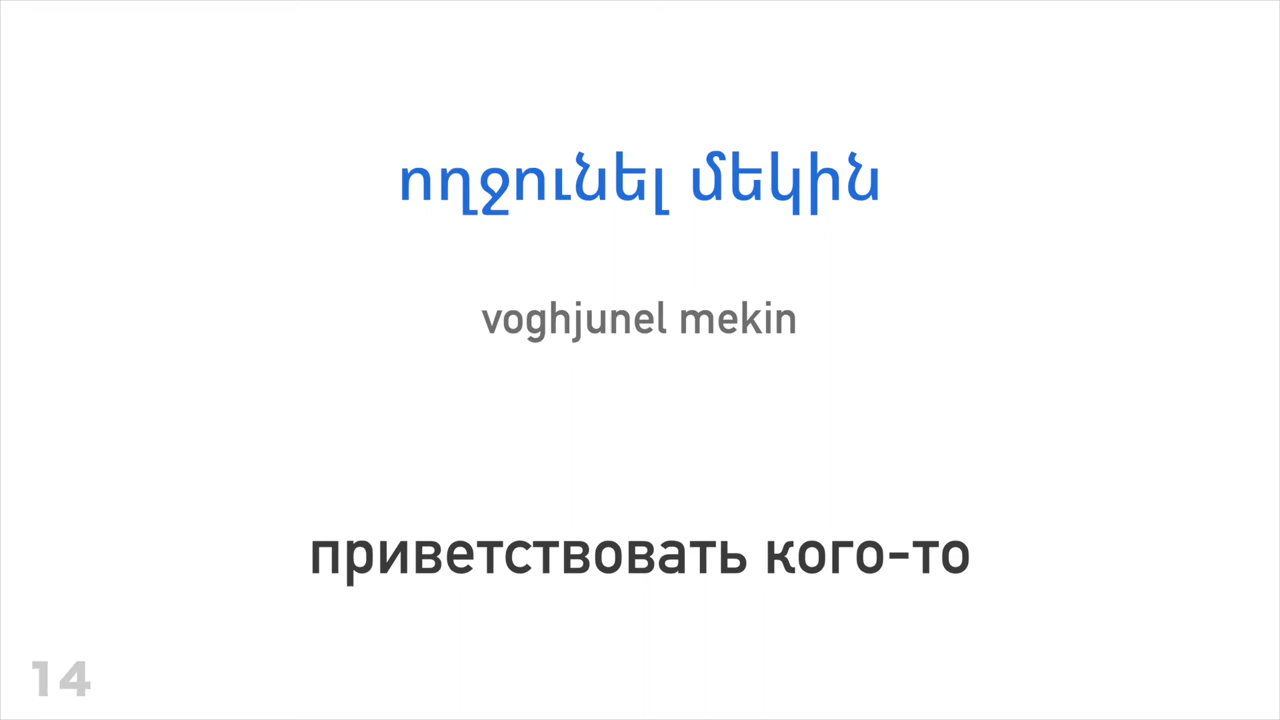 ողջունել մեկին
voghjunel mekin
приветствовать кого-то
14